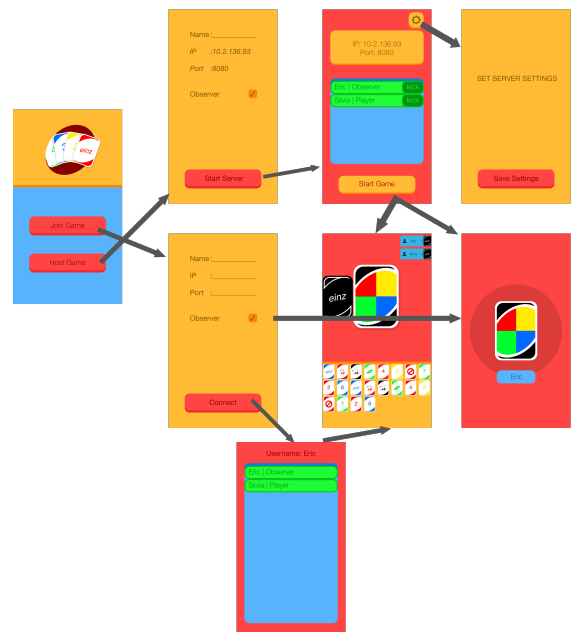 einz
Join Game
Host Game
Name:
IP :10.2.136.93
Port :8080
Observer
Start Server
IP: 10.2.136.93
Port: 8080
Eric | Observer
kick
Silvia | Player
kick
Start Game
SET SERVER SETTINGS
Save Settings
Name:
IP :
Port :
Observer
Connect
einz
Eric
Username: Eric
Eric | Observer
Silvia | Player